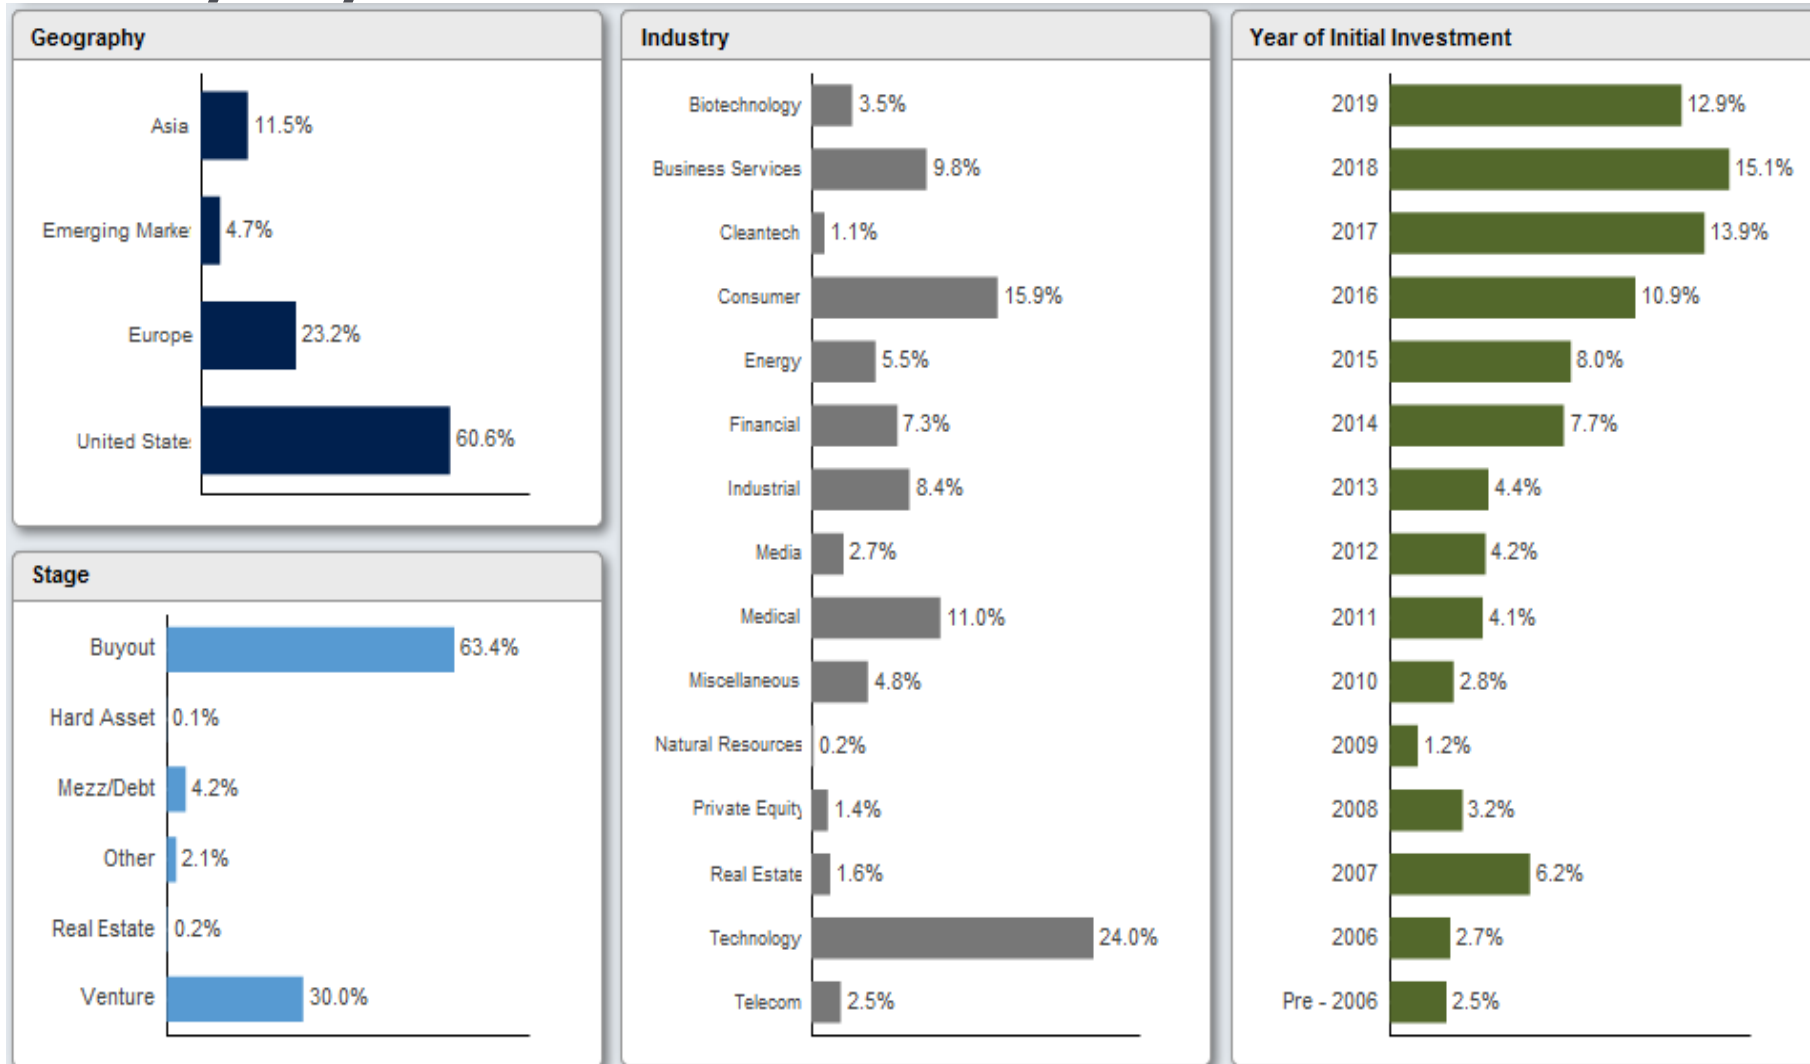 Geography
Asia 11.5%
Emerging Marke 4.7%
Europe 23.2%
United State 60.6%
Stage
Buyout 63.4%
Hard Asset 0.1%
Mezz/Debt 4.2%
Other 2.1%
Real Estate 0.2%
Venture 30.0%
Industry
Biotechnology 3.5%
Business Services 9.8%
Cleantech 1.1%
Consumer 15.9%
Energy 5.5%
Financial 7.3%
Industrial 8.4%
Media 2.7%
Medical 11.0%
Miscellaneous 4.8%
Natural Resources 0.2%
Private Equity 1.4%
Real Estate 1.6%
Technology 24.0%
Telecom 2.5%
Year of Initial Investment
2019 12.9%
2018 15.1%
2017 13.9%
2016 10.9%
2015 8.0%
2014 7.7%
2013 4.4%
2012 4.2%
2011 4.1%
2010 2.8%
2009 1.2%
2008 3.2%
2007 6.2%
2006 2.7%
Pre - 2006 2.5%